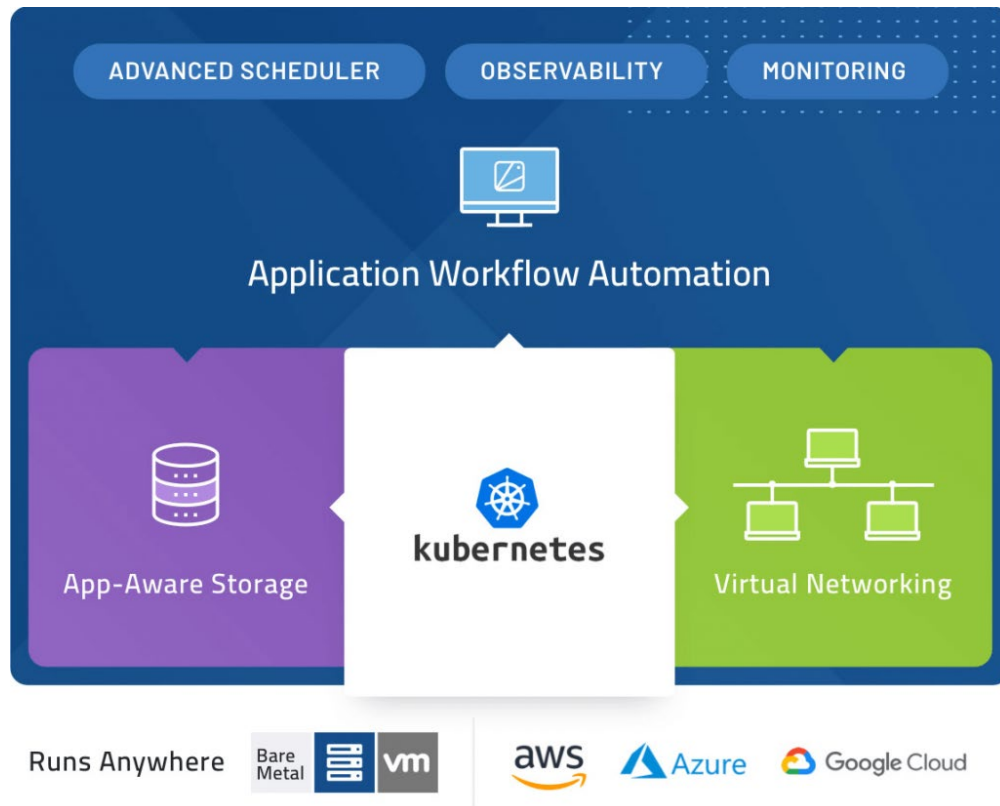 ADVANCED SCHEDULER
OBSERVABILITY
MONITORING
Application Workflow Automation
App-Aware Storage
kubernetes
Virtual Networking
Runs Anywhere
Bare
Metal
vm
aws
Azure
Google Cloud